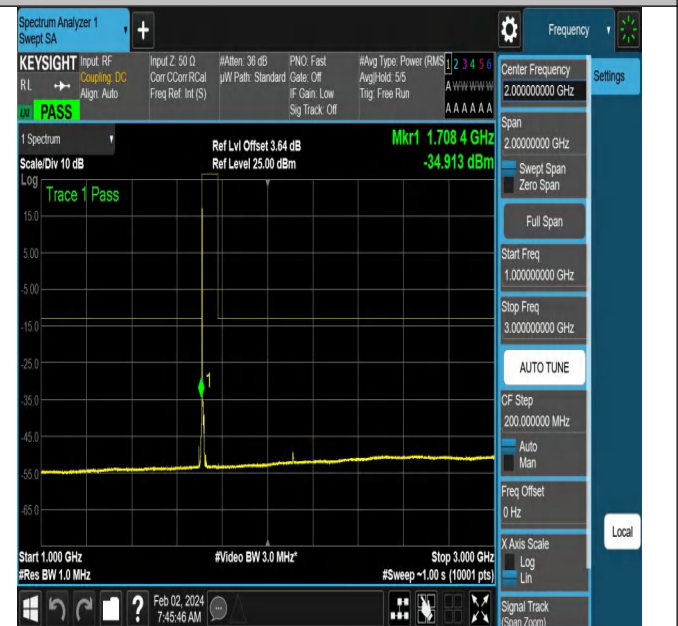 Spectrum Analyzer 1
Swept SA
+
Frequency
KEYSIGHT
RL
Input: RF
Coupling: DC
Align: Auto
Input Z: 50 Ω
Corr CCorr RCal
Freq Ref: Int (S)
#Atten: 36 dB
µW Path: Standard
PNO: Fast
Gate: Off
IF Gain: Low
Sig Track: Off
#Avg Type: Power (RMS
Avg|Hold: 5/5
Trig: Free Run
1 2 3 4 5 6
A W W W W W
A A A A A A
PASS
1 Spectrum
Scale/Div 10 dB
Ref Lvl Offset 3.64 dB
Ref Level 25.00 dBm
Mkr1 1.708 4 GHz
-34.913 dBm
Log
Trace 1 Pass
15.0
5.00
-5.00
-15.0
-25.0
-35.0
-45.0
-55.0
-65.0
1
Start 1.000 GHz
#Res BW 1.0 MHz
#Video BW 3.0 MHz*
Stop 3.000 GHz
#Sweep ~1.00 s (10001 pts)
?
Feb 02, 2024
7:45:46 AM
Center Frequency
2.000000000 GHz
Settings
Span
2.00000000 GHz
Swept Span
Zero Span
Full Span
Start Freq
1.000000000 GHz
Stop Freq
3.000000000 GHz
AUTO TUNE
CF Step
200.000000 MHz
Auto
Man
Freq Offset
0 Hz
Local
X Axis Scale
Log
Lin
Signal Track
(Span Zoom)